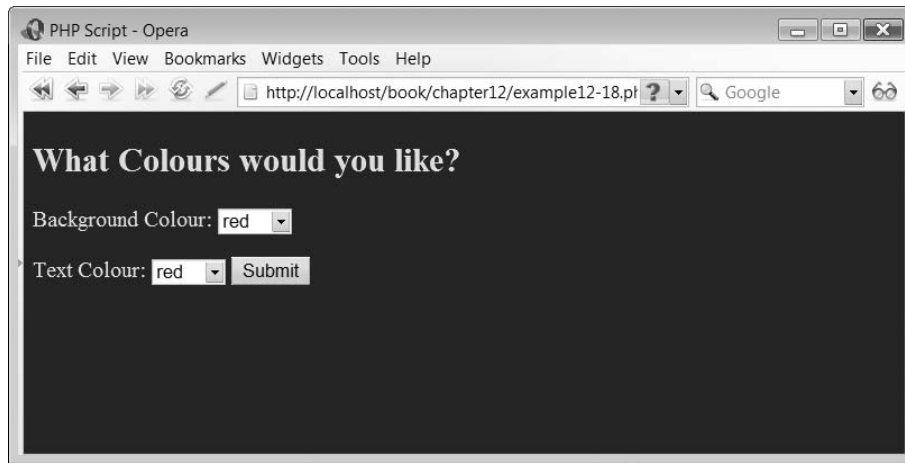 PHP Script - Opera
File Edit View Bookmarks Widgets Tools Help
http://localhost/book/chapter12/example12-18.ph ? Google
What Colours would you like?
Background Colour: red
Text Colour: red Submit